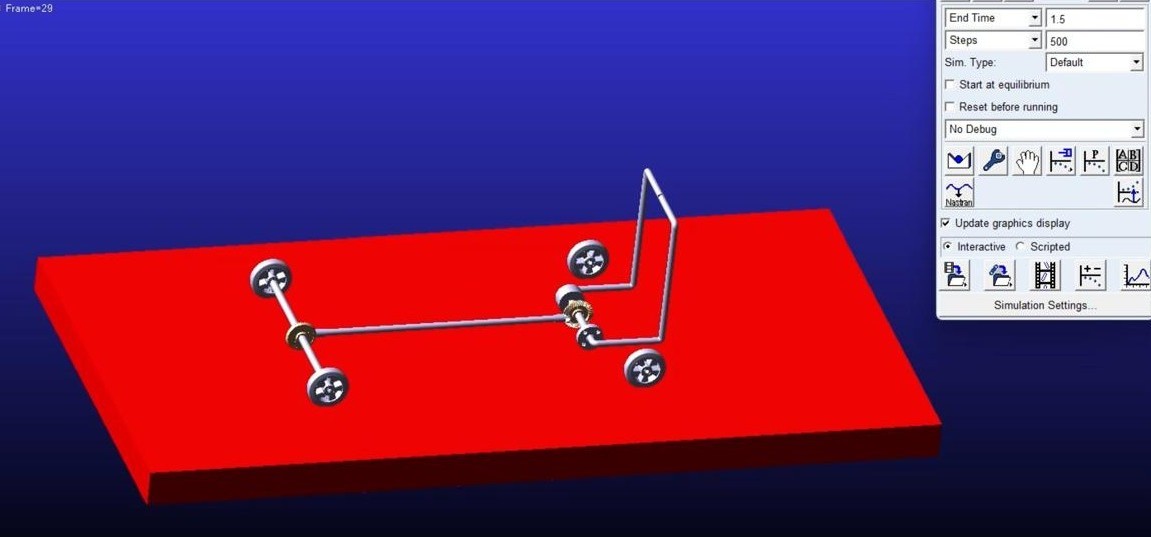 Frame=29
End Time 1.5
Steps 500
Sim. Type: Default
Start at equilibrium
Reset before running
No Debug
P A B
C D
Nastran
Update graphics display
Interactive Scripted
Simulation Settings...